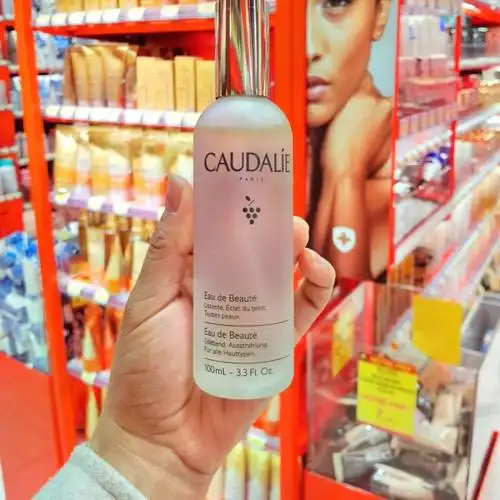 CAUDALÍE
PARIS
Eau de Beauté
Lissante, Éclat du teint.
Toutes peaux.
Eau de Beauté
Glättend, Ausstrahlung.
Für alle Hauttypen.
100mL - 3.3 Fl. Oz.